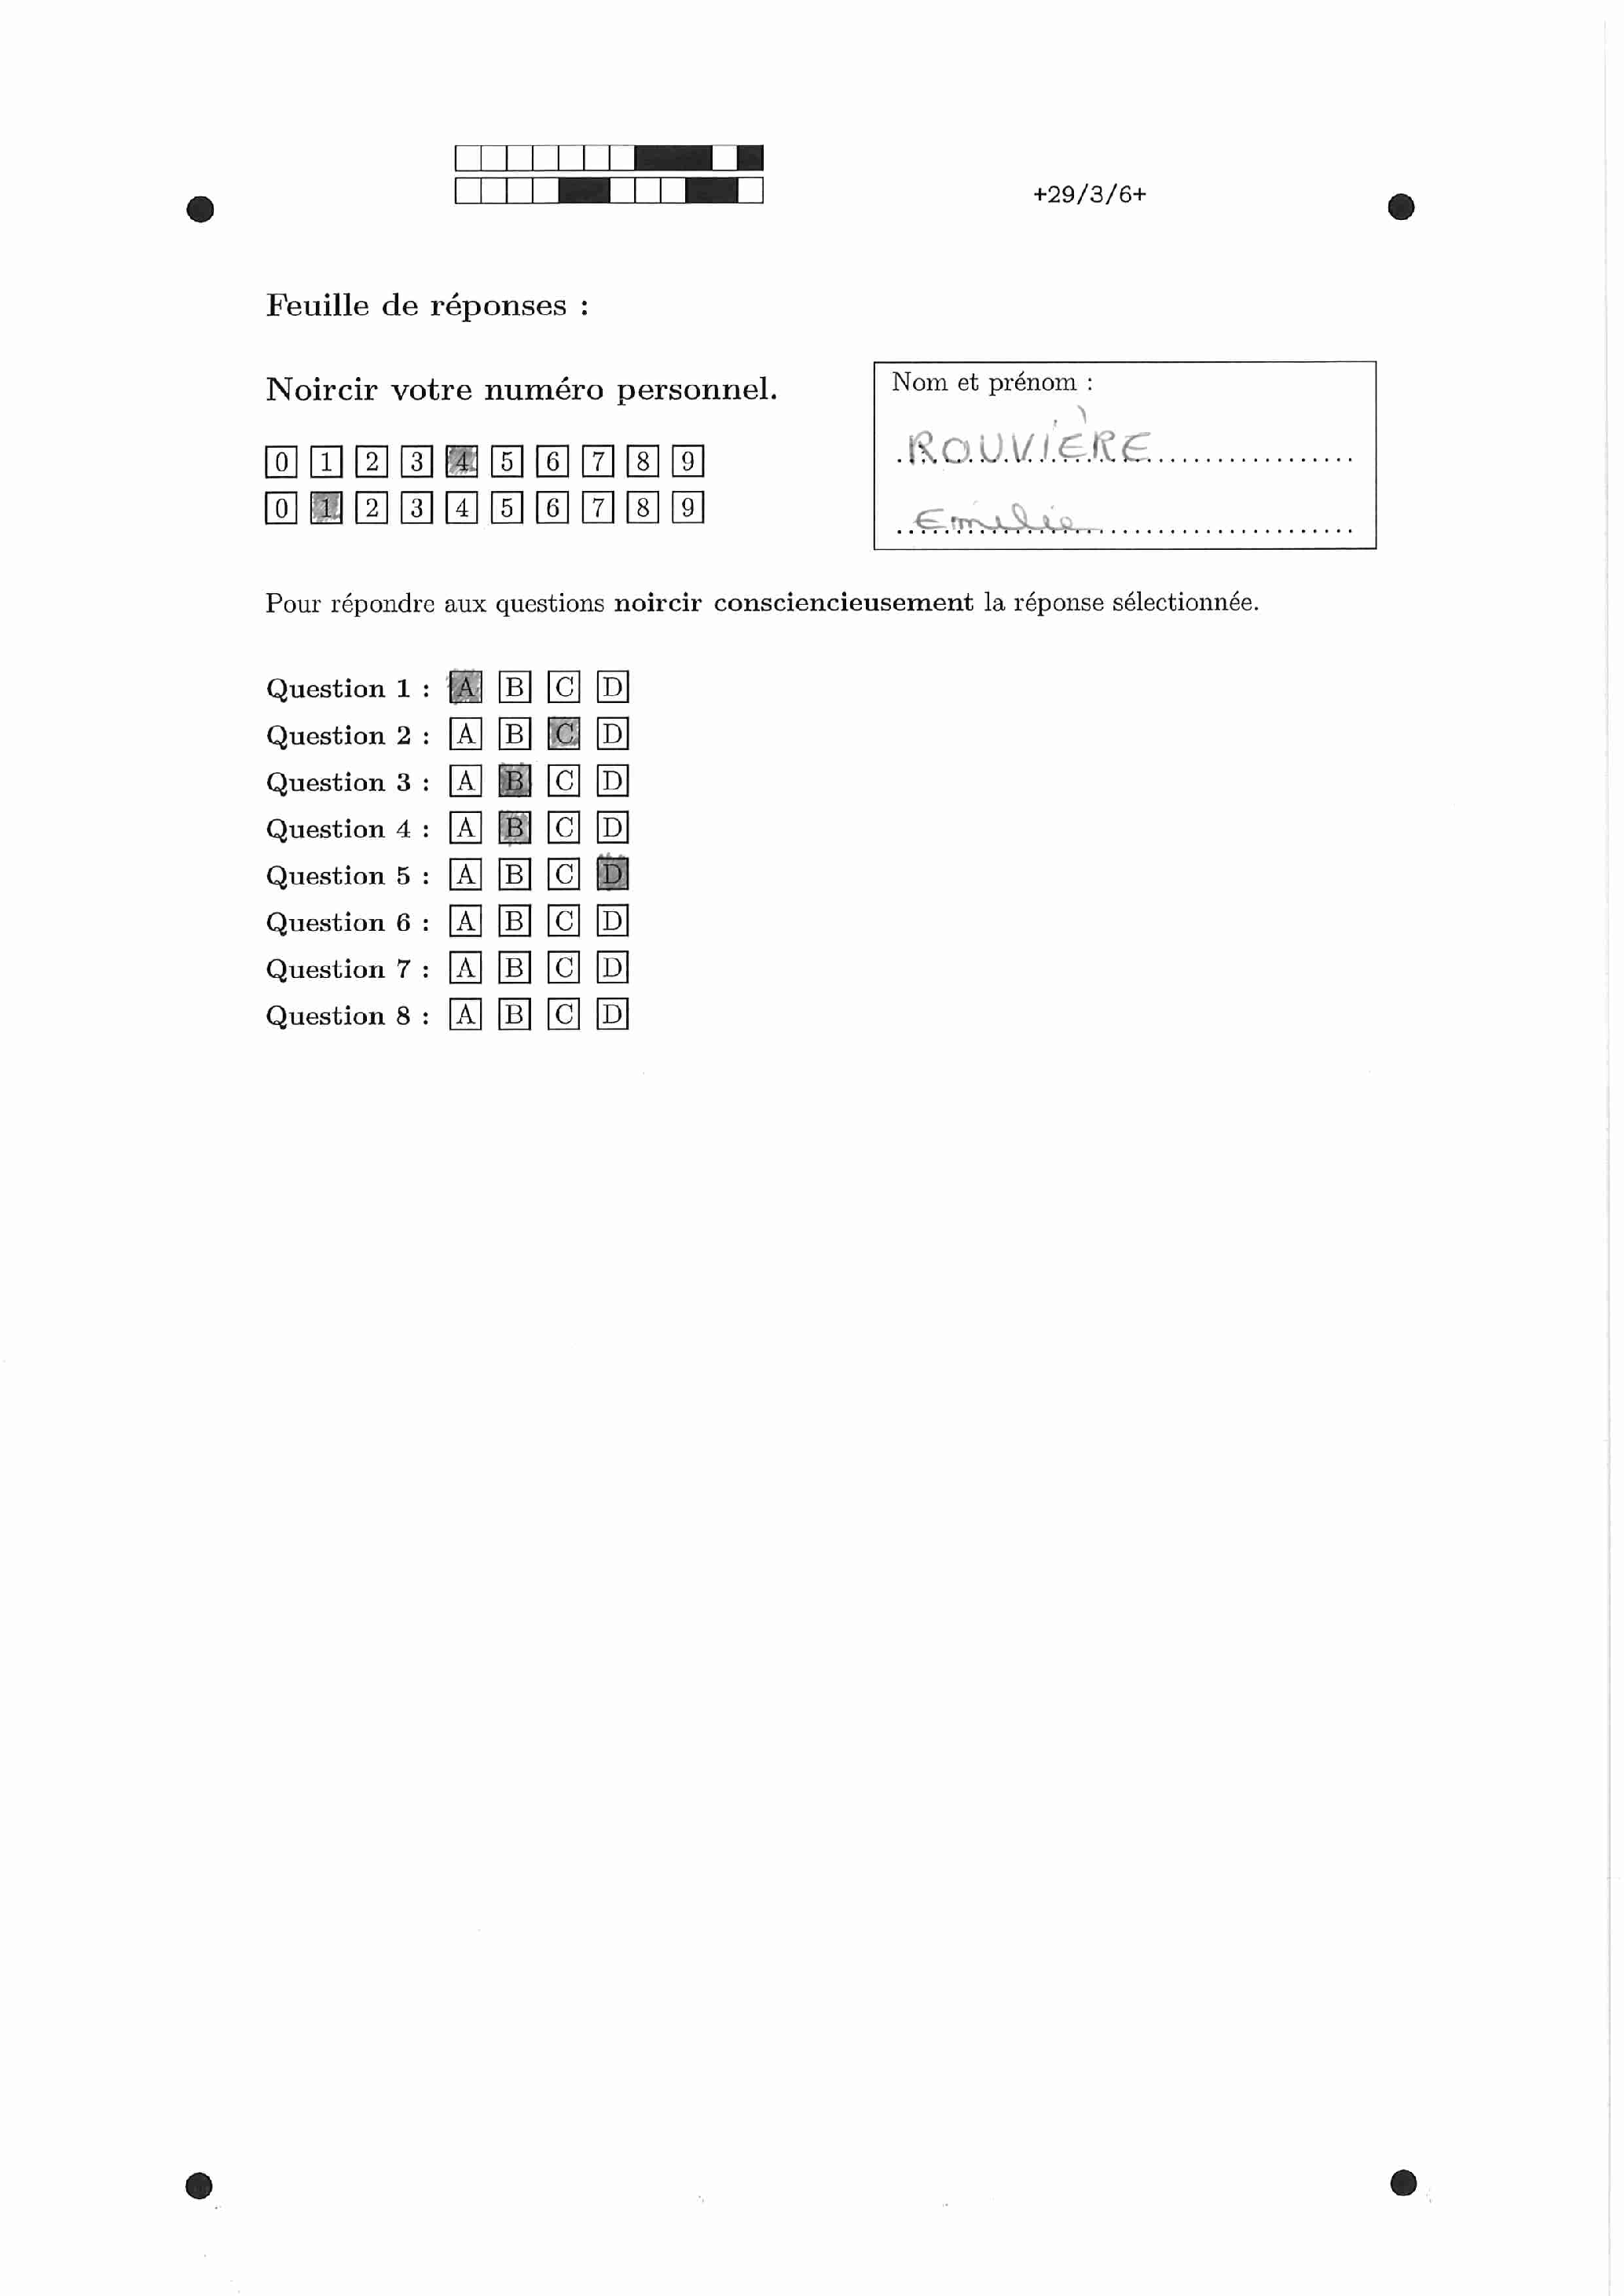 +29/3/6+
Feuille de réponses :
Noircir votre numéro personnel.
Nom et prénom :
0 1 2 3 4 5 6 7 8 9
ROUVIÈRE
0 1 2 3 4 5 6 7 8 9
Emilie
Pour répondre aux questions noircir consciencieusement la réponse sélectionnée.
Question 1 : A B C D
Question 2 : A B C D
Question 3 : A B C D
Question 4 : A B C D
Question 5 : A B C D
Question 6 : A B C D
Question 7 : A B C D
Question 8 : A B C D